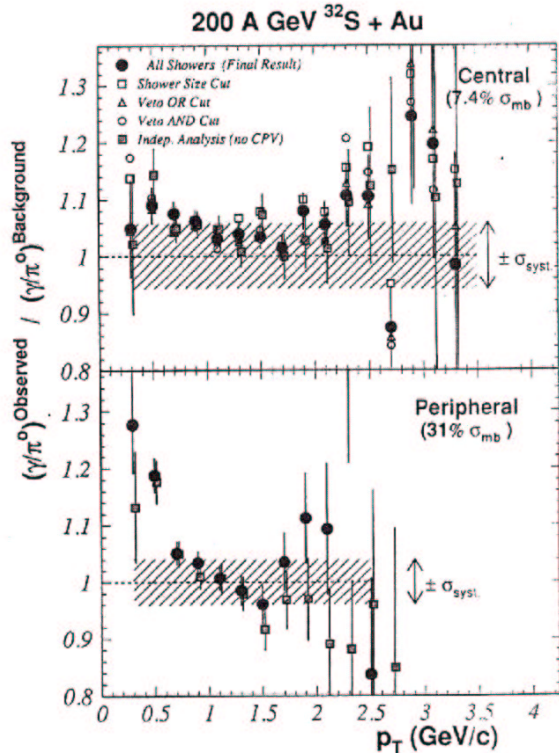 200 A GeV ³²S + Au
All Showers (Final Result)
Shower Size Cut
Veto OR Cut
Veto AND Cut
Indep. Analysis (no CPV)
Central
(7.4% σmb)
1.3
1.2
1.1
1
0.9
0.8
± σsyst.
(γ/π⁰)Observed / (γ/π⁰)Background
Peripheral
(31% σmb)
1.3
1.2
1.1
1
0.9
0.8
± σsyst.
0 0.5 1 1.5 2 2.5 3 3.5 4
pT (GeV/c)